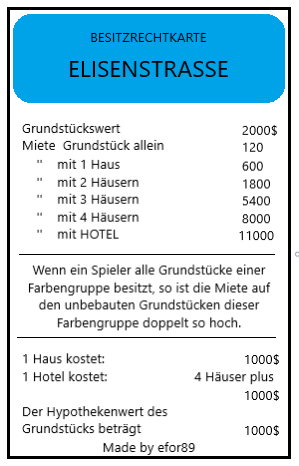 BESITZRECHTKARTE
ELISENSTRASSE
Grundstückswert 2000$
Miete Grundstück allein 120
" mit 1 Haus 600
" mit 2 Häusern 1800
" mit 3 Häusern 5400
" mit 4 Häusern 8000
" mit HOTEL 11000
Wenn ein Spieler alle Grundstücke einer
Farbengruppe besitzt, so ist die Miete auf
den unbebauten Grundstücken dieser
Farbengruppe doppelt so hoch.
1 Haus kostet: 1000$
1 Hotel kostet: 4 Häuser plus
1000$
Der Hypothekenwert des
Grundstücks beträgt 1000$
Made by efor89